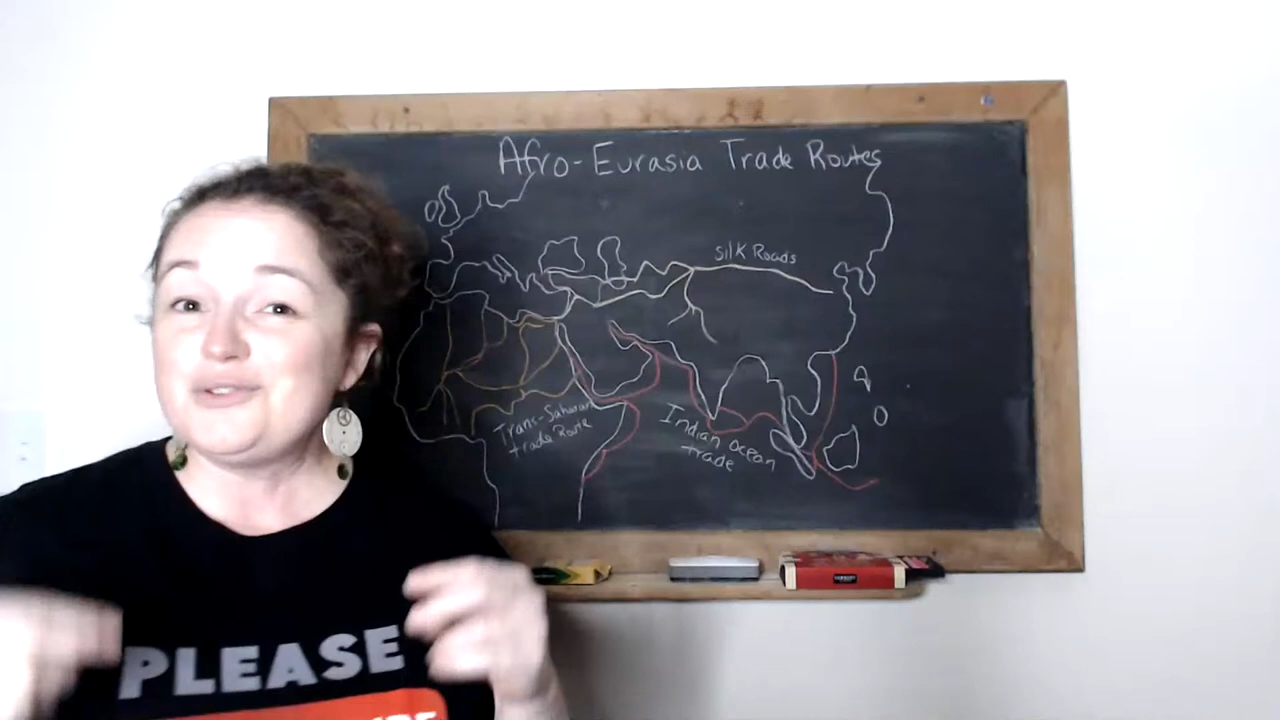 Afro-Eurasia Trade Routes
Silk Roads
Trans-Saharan
trade Route
Indian Ocean
trade
PLEASE